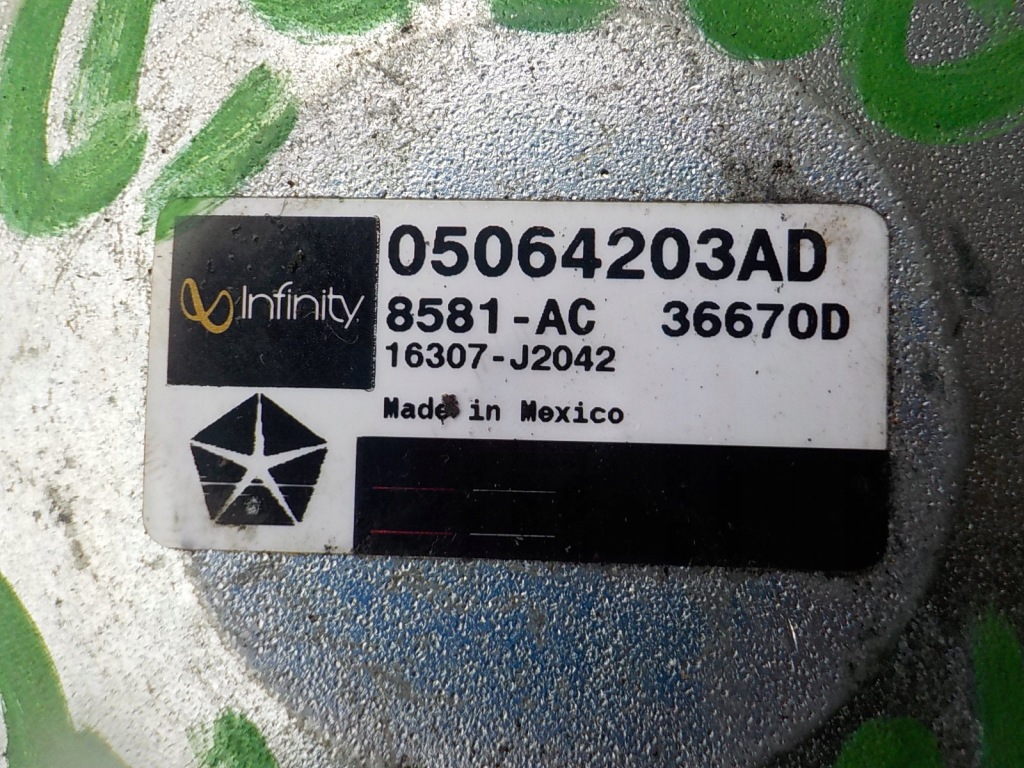 Infinity
05064203AD
8581-AC 36670D
16307-J2042
Made in Mexico